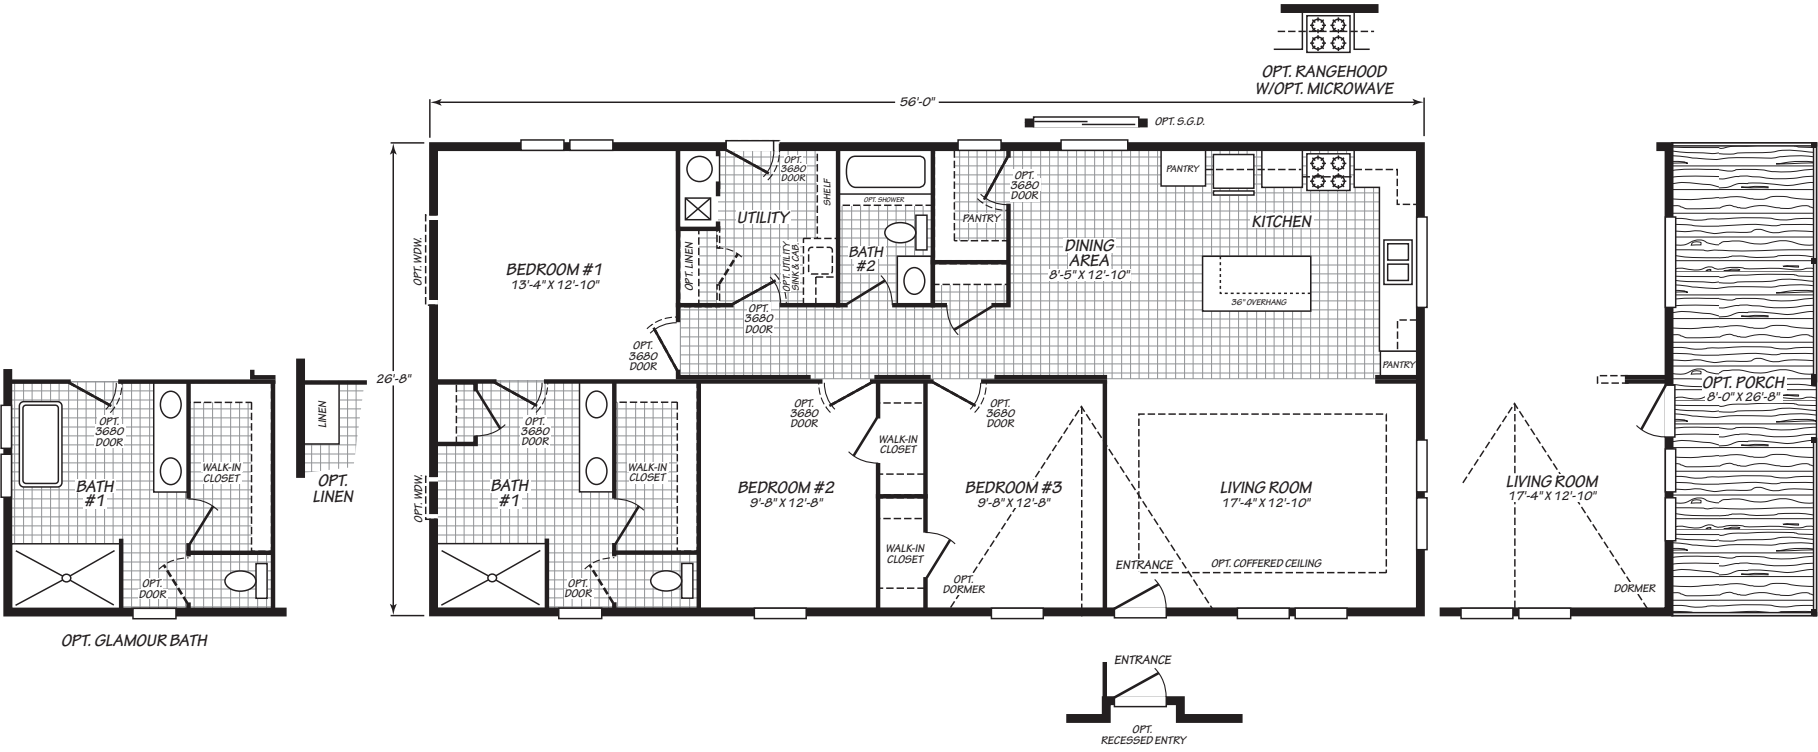 OPT. RANGEHOOD
W/OPT. MICROWAVE
56'-0"
OPT. S.G.D.
OPT.
3680
DOOR
SHELF
UTILITY
OPT. LINEN
OPT. UTILITY
SINK & CAB.
OPT. SHOWER
BATH
#2
PANTRY
OPT.
3680
DOOR
PANTRY
KITCHEN
DINING
AREA
8'-5" X 12'-10"
36" OVERHANG
PANTRY
OPT. WDW.
BEDROOM #1
13'-4" X 12'-10"
OPT.
3680
DOOR
OPT.
3680
DOOR
26'-8"
OPT.
3680
DOOR
BATH
#1
WALK-IN
CLOSET
OPT.
DOOR
OPT. GLAMOUR BATH
LINEN
OPT.
LINEN
OPT. WDW.
OPT.
3680
DOOR
BATH
#1
WALK-IN
CLOSET
OPT.
DOOR
OPT.
3680
DOOR
BEDROOM #2
9'-8" X 12'-8"
WALK-IN
CLOSET
WALK-IN
CLOSET
OPT.
3680
DOOR
BEDROOM #3
9'-8" X 12'-8"
OPT.
DORMER
LIVING ROOM
17'-4" X 12'-10"
OPT. COFFERED CEILING
ENTRANCE
OPT. PORCH
8'-0" X 26'-8"
LIVING ROOM
17'-4" X 12'-10"
DORMER
ENTRANCE
OPT.
RECESSED ENTRY